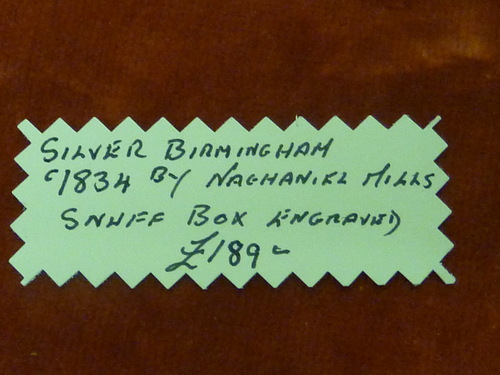 SILVER BIRMINGHAM
c1834 BY NACHANIEL MILLS
SNUFF BOX ENGRAVED
£189-